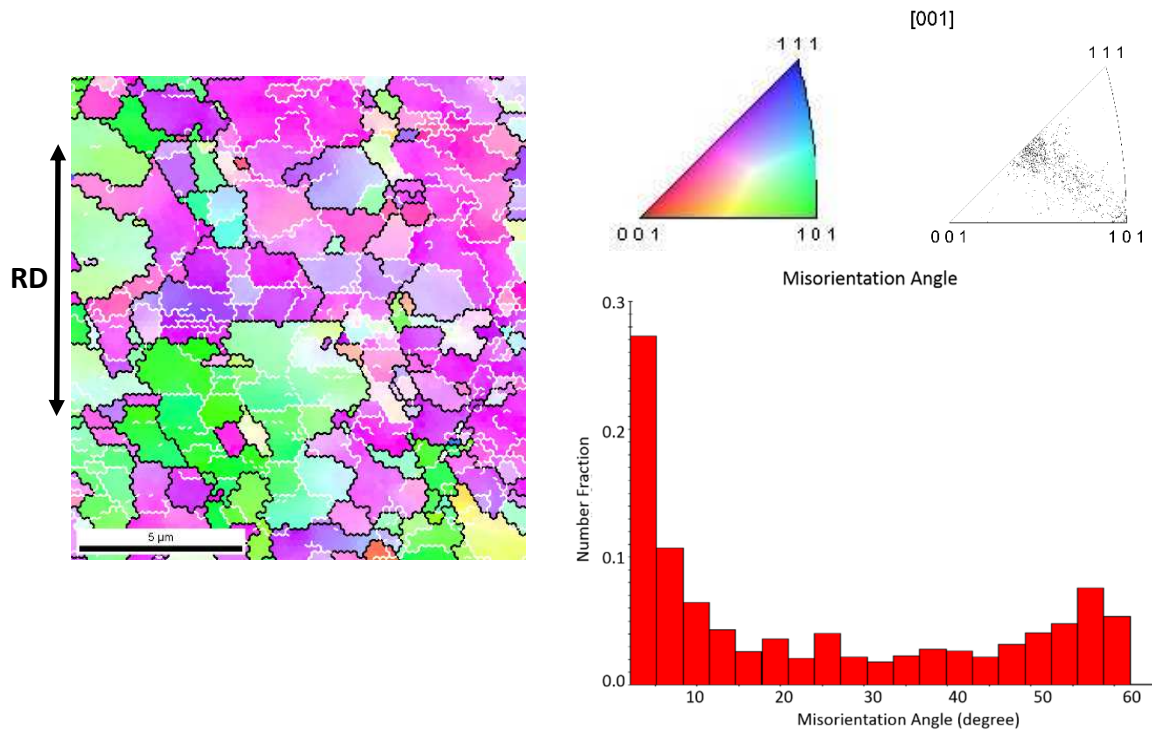 RD
5 µm
1 1 1
0 0 1
1 0 1
[001]
1 1 1
0 0 1
1 0 1
Misorientation Angle
0.3
0.2
0.1
0.0
Number Fraction
10 20 30 40 50 60
Misorientation Angle (degree)